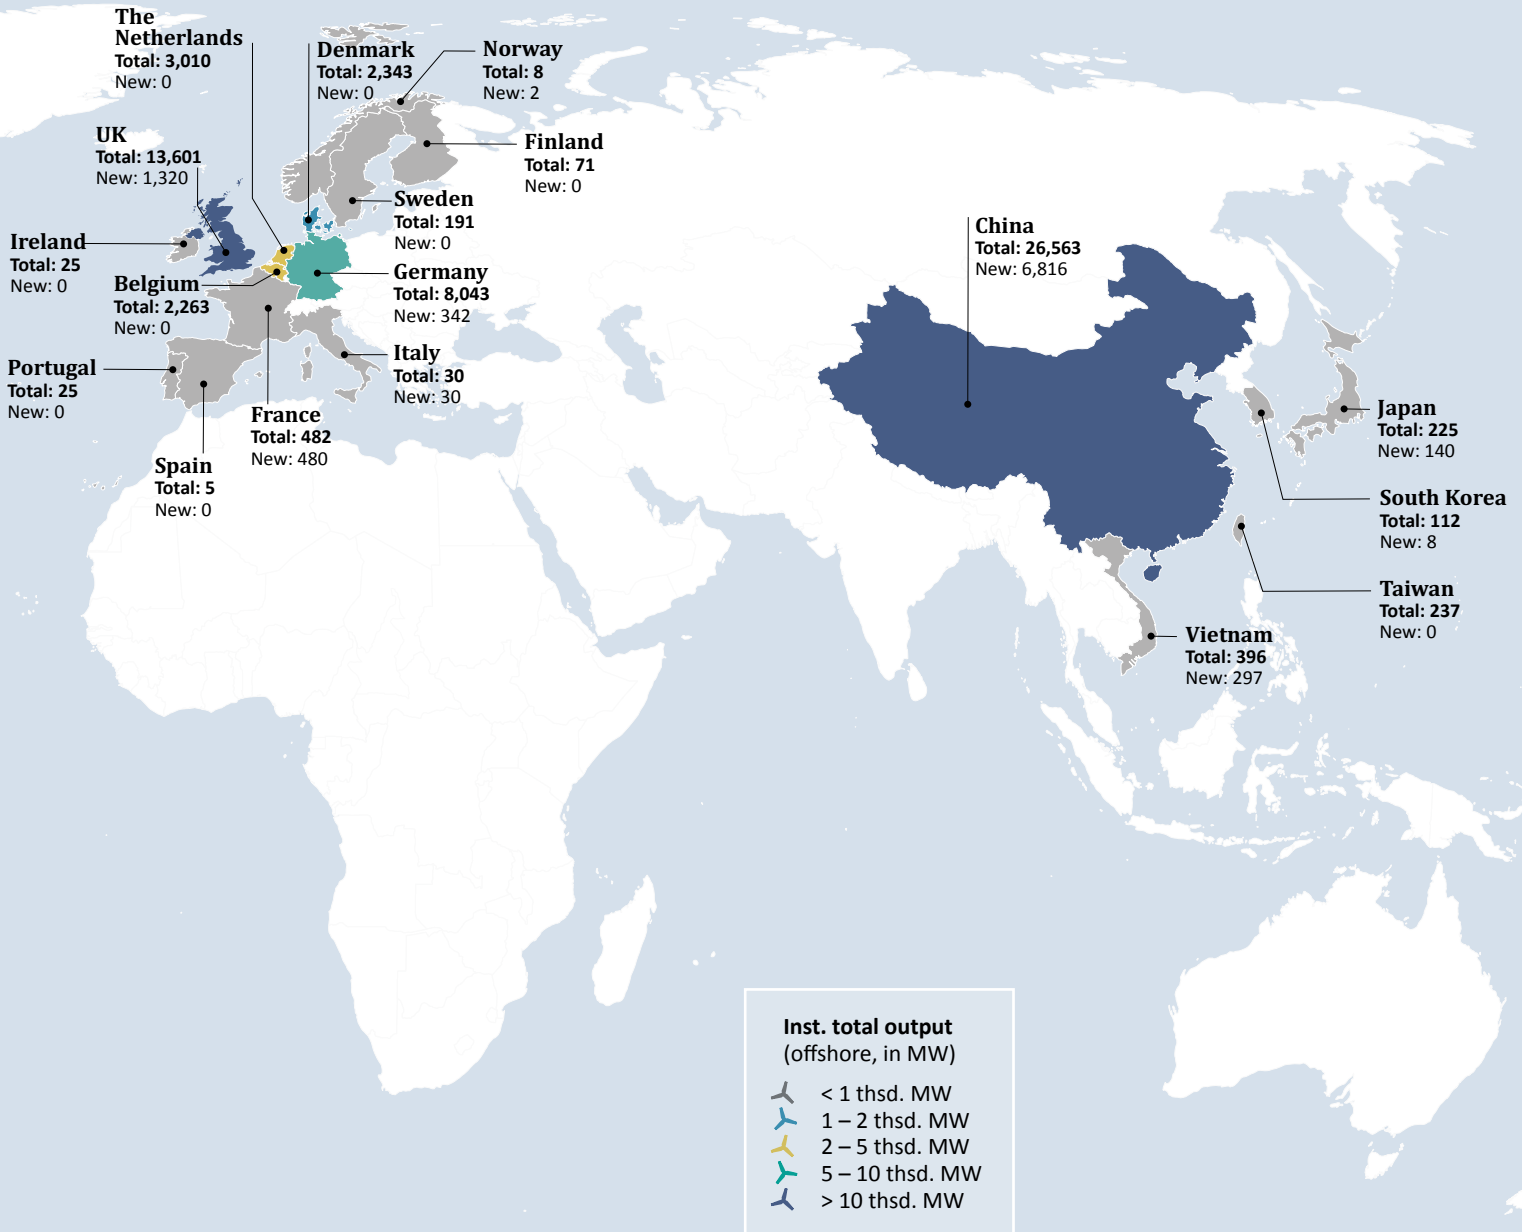 The
Netherlands
Total: 3,010
New: 0
Denmark
Total: 2,343
New: 0
Norway
Total: 8
New: 2
UK
Total: 13,601
New: 1,320
Finland
Total: 71
New: 0
Sweden
Total: 191
New: 0
Ireland
Total: 25
New: 0
Belgium
Total: 2,263
New: 0
Germany
Total: 8,043
New: 342
Italy
Total: 30
New: 30
Portugal
Total: 25
New: 0
France
Total: 482
New: 480
Spain
Total: 5
New: 0
China
Total: 26,563
New: 6,816
Japan
Total: 225
New: 140
South Korea
Total: 112
New: 8
Taiwan
Total: 237
New: 0
Vietnam
Total: 396
New: 297
Inst. total output
(offshore, in MW)
< 1 thsd. MW
1 – 2 thsd. MW
2 – 5 thsd. MW
5 – 10 thsd. MW
> 10 thsd. MW